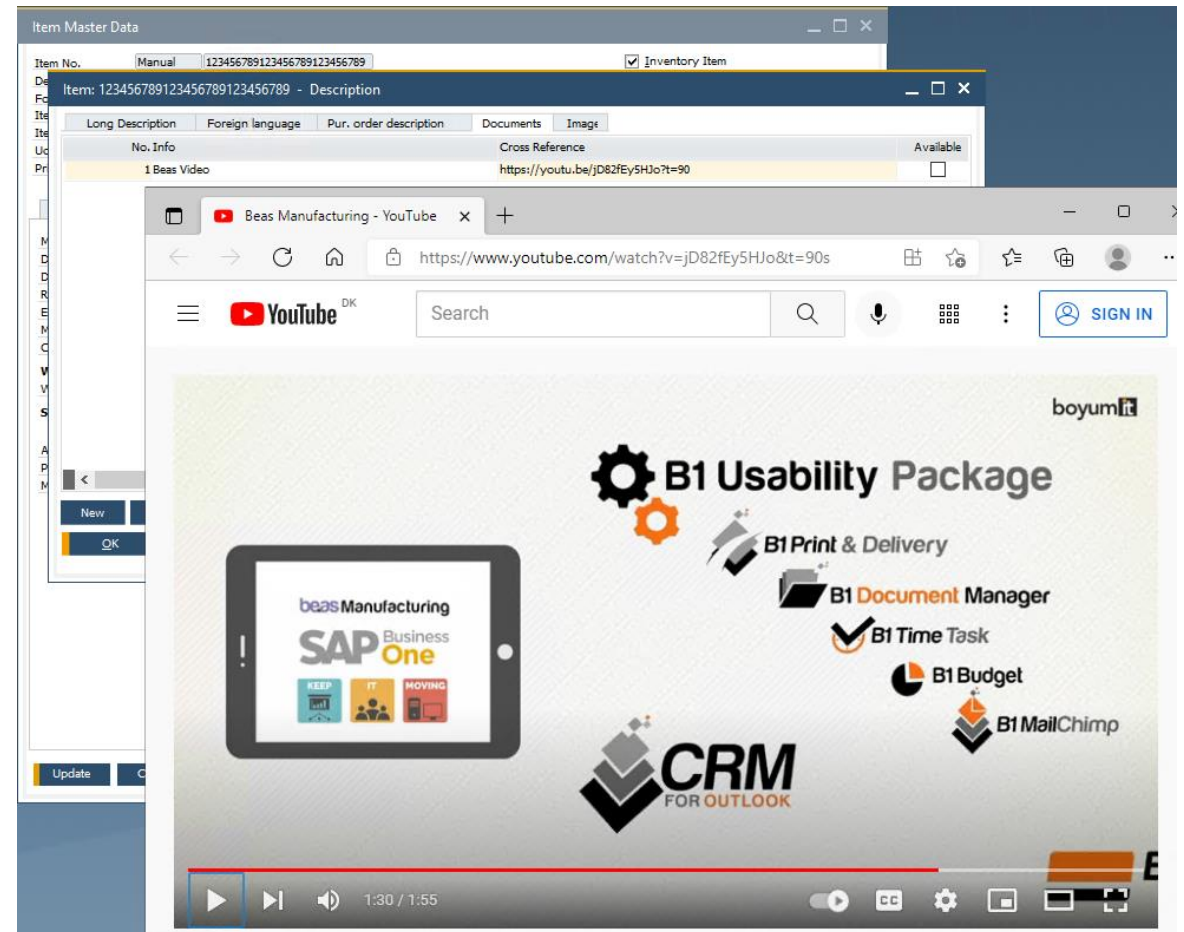 Item Master Data
Item No. Manual 123456789123456789123456789 Inventory Item
Item: 123456789123456789123456789 - Description
Long Description Foreign language Pur. order description Documents Image
No. Info Cross Reference Available
1 Beas Video https://youtu.be/jD82fEy5HJo?t=90
Beas Manufacturing - YouTube
https://www.youtube.com/watch?v=jD82fEy5HJo&t=90s
YouTube DK Search SIGN IN
boyumit
B1 Usability Package
B1 Print & Delivery
B1 Document Manager
B1 Time Task
B1 Budget
B1 MailChimp
beas Manufacturing
SAP Business One
KEEP IT MOVING
CRM
FOR OUTLOOK
New
OK
Update
1:30 / 1:55
CC